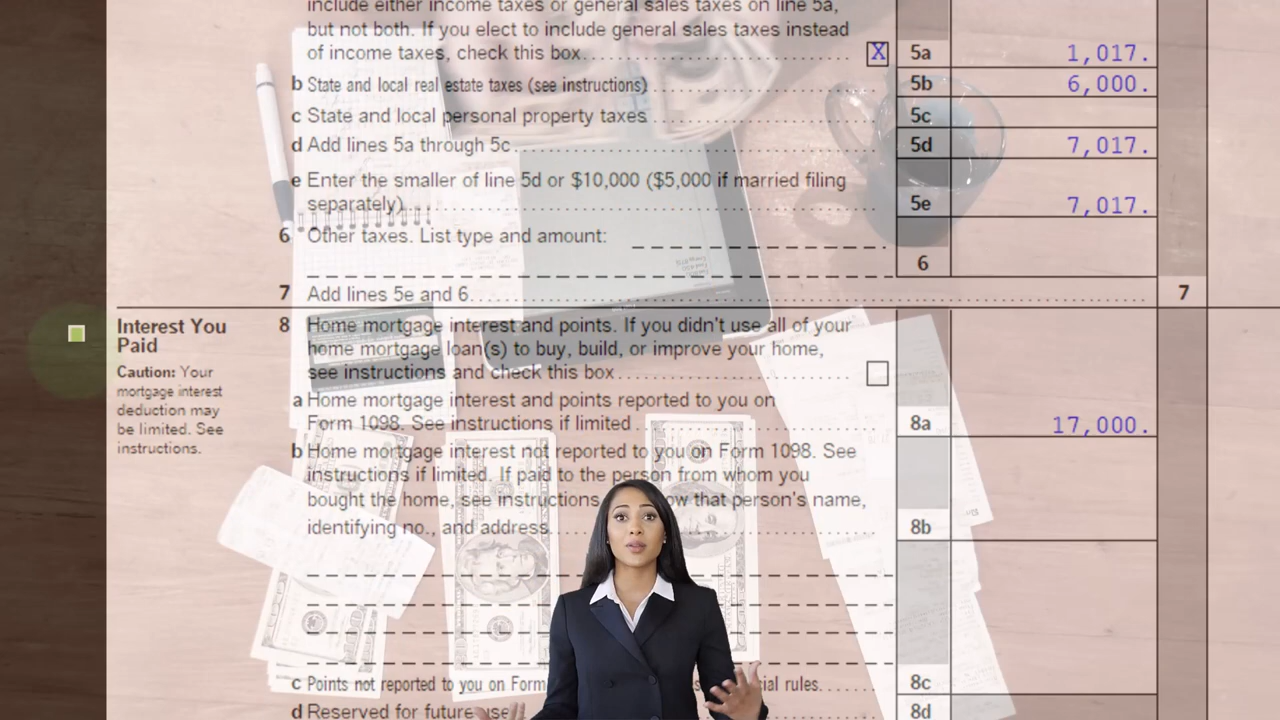 include either income taxes or general sales taxes on line 5a,
but not both. If you elect to include general sales taxes instead
of income taxes, check this box X 5a 1,017.
b State and local real estate taxes (see instructions) 5b 6,000.
c State and local personal property taxes 5c
d Add lines 5a through 5c 5d 7,017.
e Enter the smaller of line 5d or $10,000 ($5,000 if married filing
separately) 5e 7,017.
6 Other taxes. List type and amount:
6
7 Add lines 5e and 6 7
Interest You
Paid
Caution: Your
mortgage interest
deduction may
be limited. See
instructions.
8 Home mortgage interest and points. If you didn't use all of your
home mortgage loan(s) to buy, build, or improve your home,
see instructions and check this box
a Home mortgage interest and points reported to you on
Form 1098. See instructions if limited 8a 17,000.
b Home mortgage interest not reported to you on Form 1098. See
instructions if limited. If paid to the person from whom you
bought the home, see instructions ow that person's name,
identifying no., and address 8b
c Points not reported to you on Form cial rules 8c
d Reserved for future use 8d